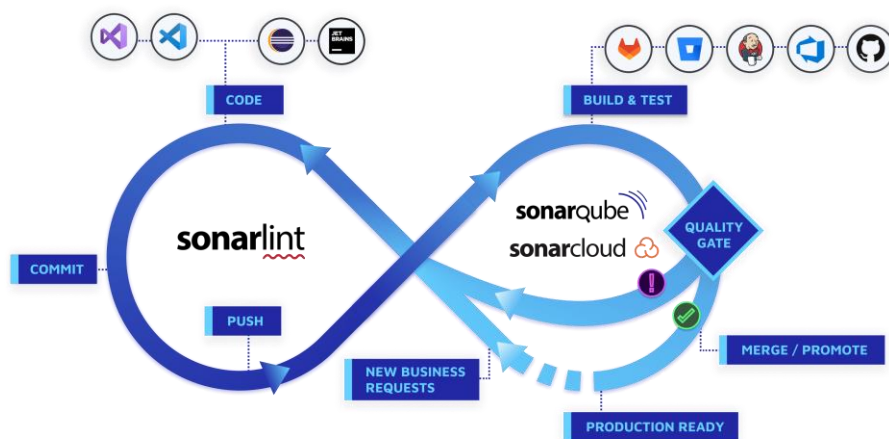 JET
BRAINS
CODE
BUILD & TEST
sonarlint
sonarqube
sonarcloud
QUALITY
GATE
COMMIT
PUSH
!
MERGE / PROMOTE
NEW BUSINESS
REQUESTS
PRODUCTION READY